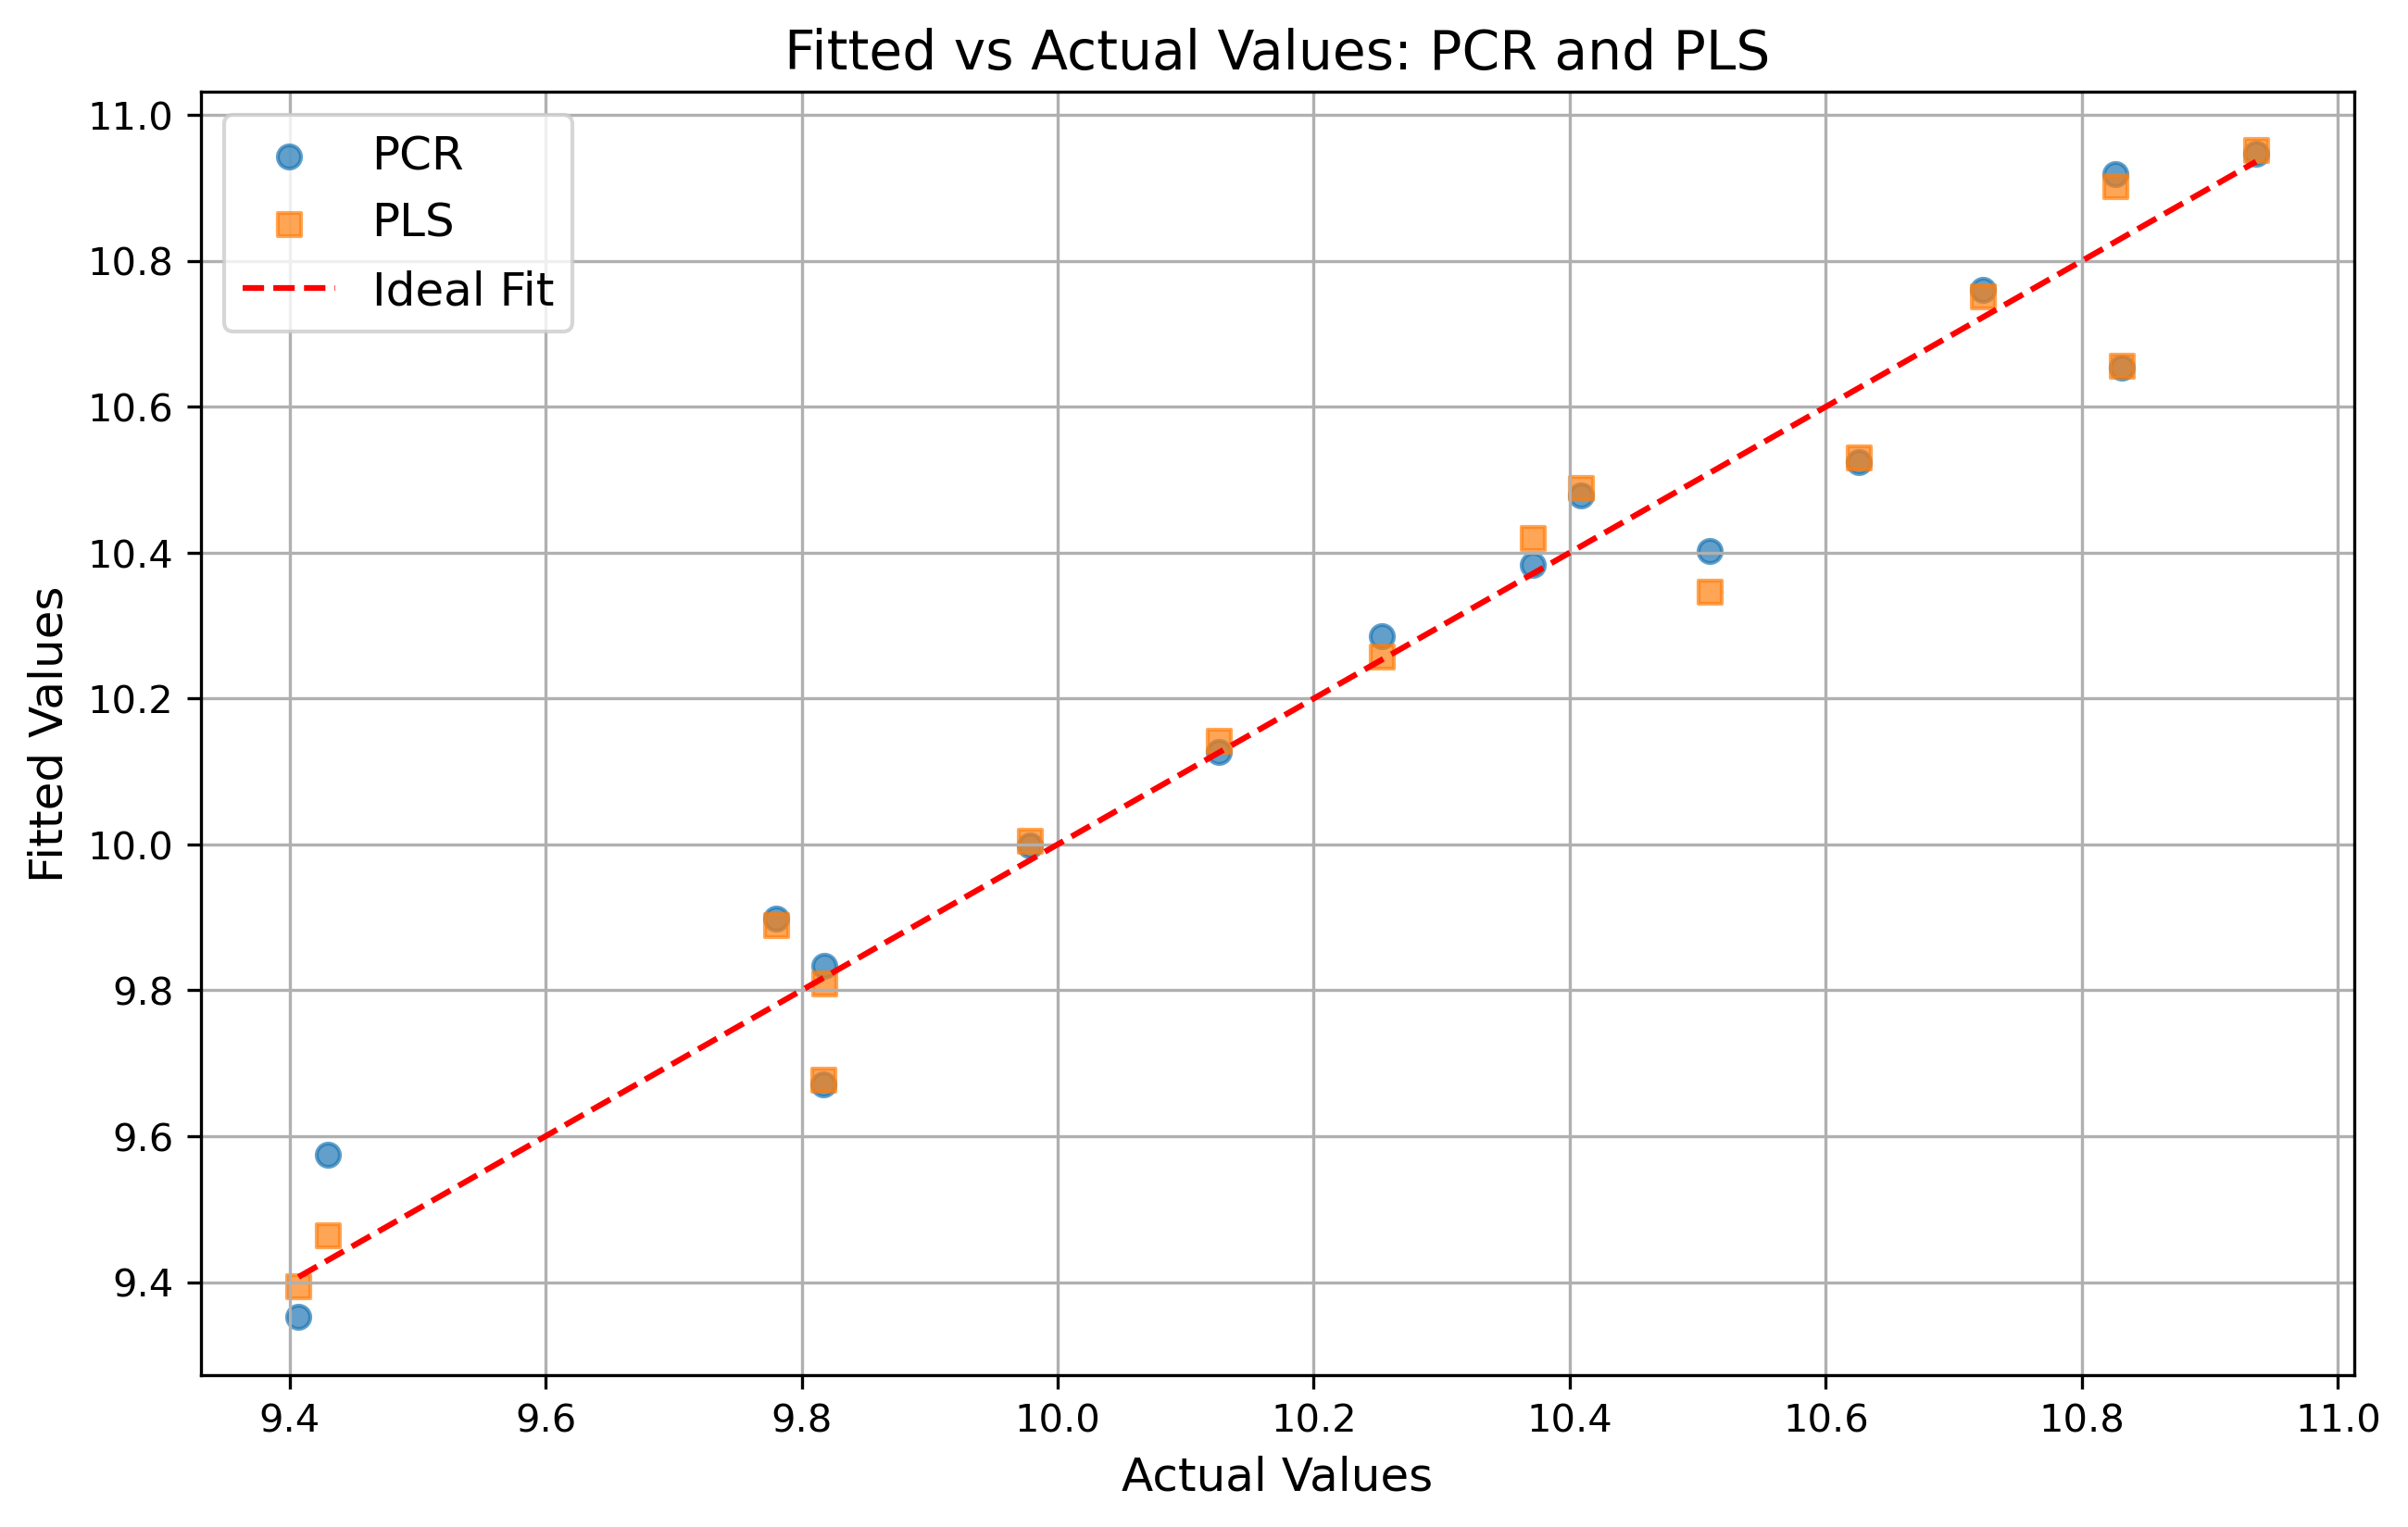 Fitted vs Actual Values: PCR and PLS
PCR
PLS
Ideal Fit
Fitted Values
11.0
10.8
10.6
10.4
10.2
10.0
9.8
9.6
9.4
9.4 9.6 9.8 10.0 10.2 10.4 10.6 10.8 11.0
Actual Values